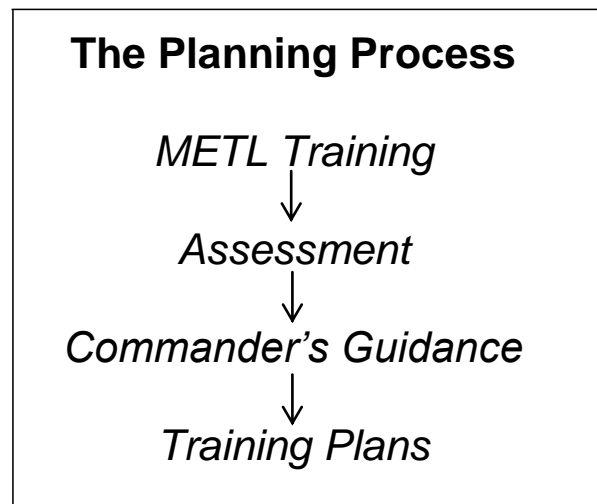 The Planning Process
METL Training
Assessment
Commander’s Guidance
Training Plans